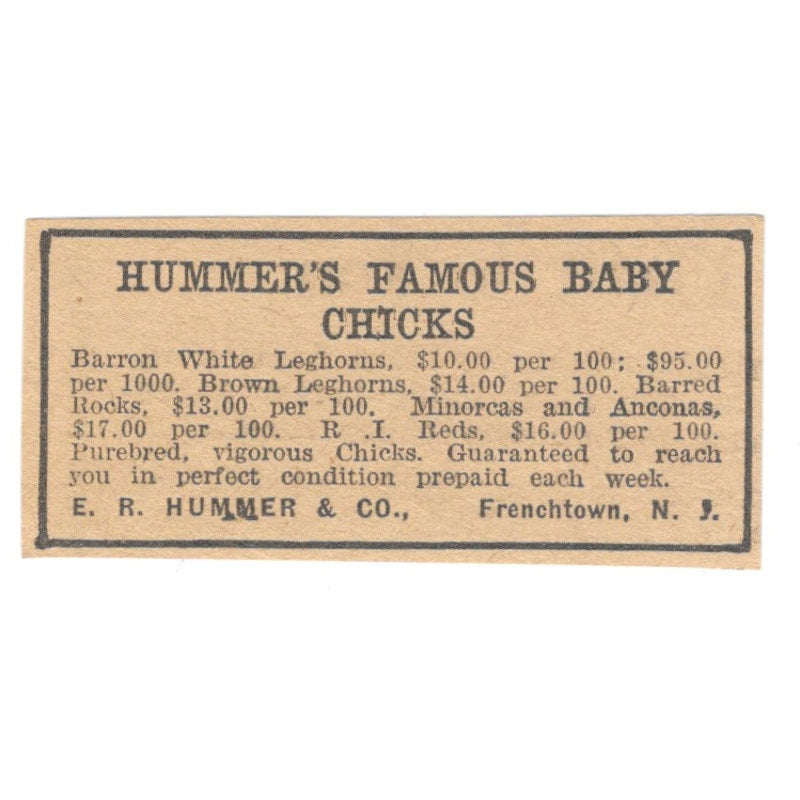 HUMMER'S FAMOUS BABY
CHICKS
Barron White Leghorns, $10.00 per 100; $95.00
per 1000. Brown Leghorns, $14.00 per 100. Barred
Rocks, $13.00 per 100. Minorcas and Anconas,
$17.00 per 100. R .I. Reds, $16.00 per 100.
Purebred, vigorous Chicks. Guaranteed to reach
you in perfect condition prepaid each week.
E. R. HUMMER & CO., Frenchtown, N. J.